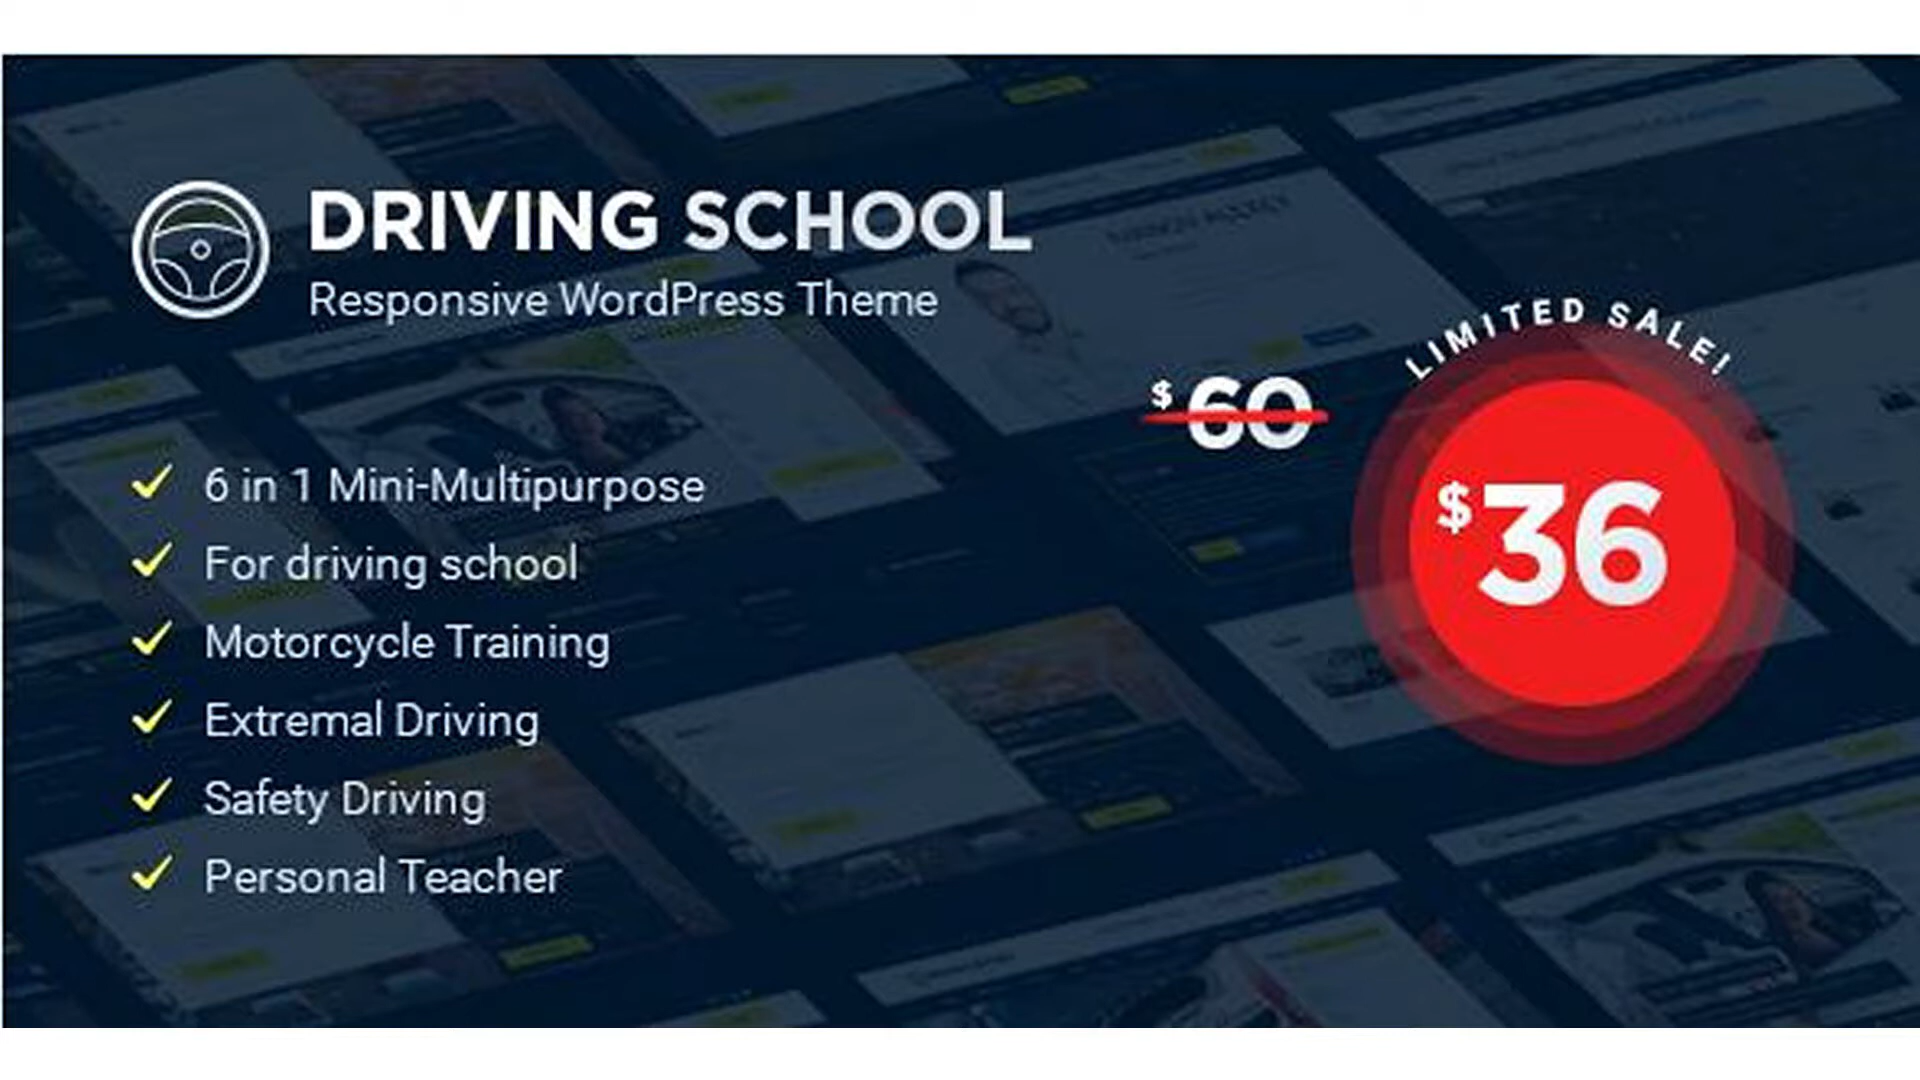 DRIVING SCHOOL
Responsive WordPress Theme
LIMITED SALE!
$60
$36
6 in 1 Mini-Multipurpose
For driving school
Motorcycle Training
Extremal Driving
Safety Driving
Personal Teacher